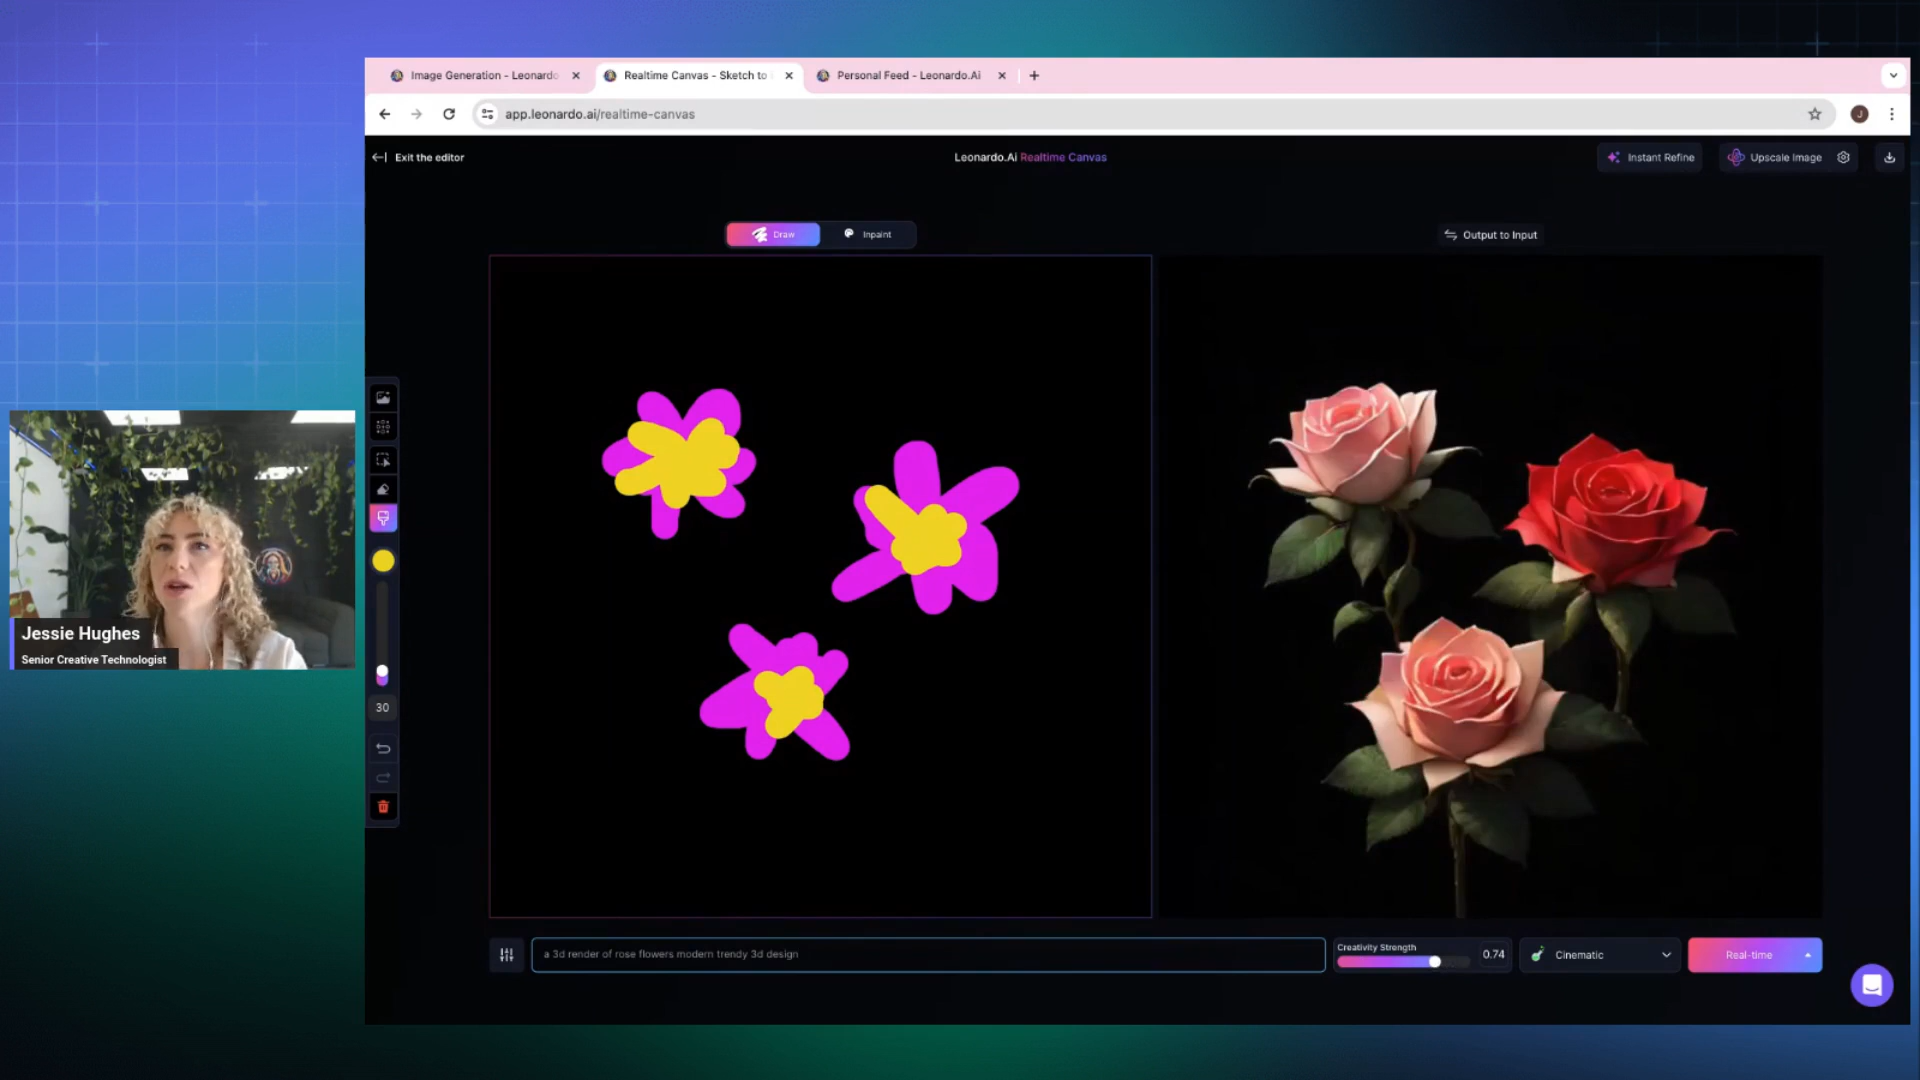 Image Generation - Leonardo
Realtime Canvas - Sketch to
Personal Feed - Leonardo.Ai
app.leonardo.ai/realtime-canvas
J
Exit the editor
Leonardo.Ai Realtime Canvas
Instant Refine
Upscale Image
Draw
Inpaint
Output to Input
Jessie Hughes
Senior Creative Technologist
30
a 3d render of rose flowers modern trendy 3d design
Creativity Strength
0.74
Cinematic
Real-time